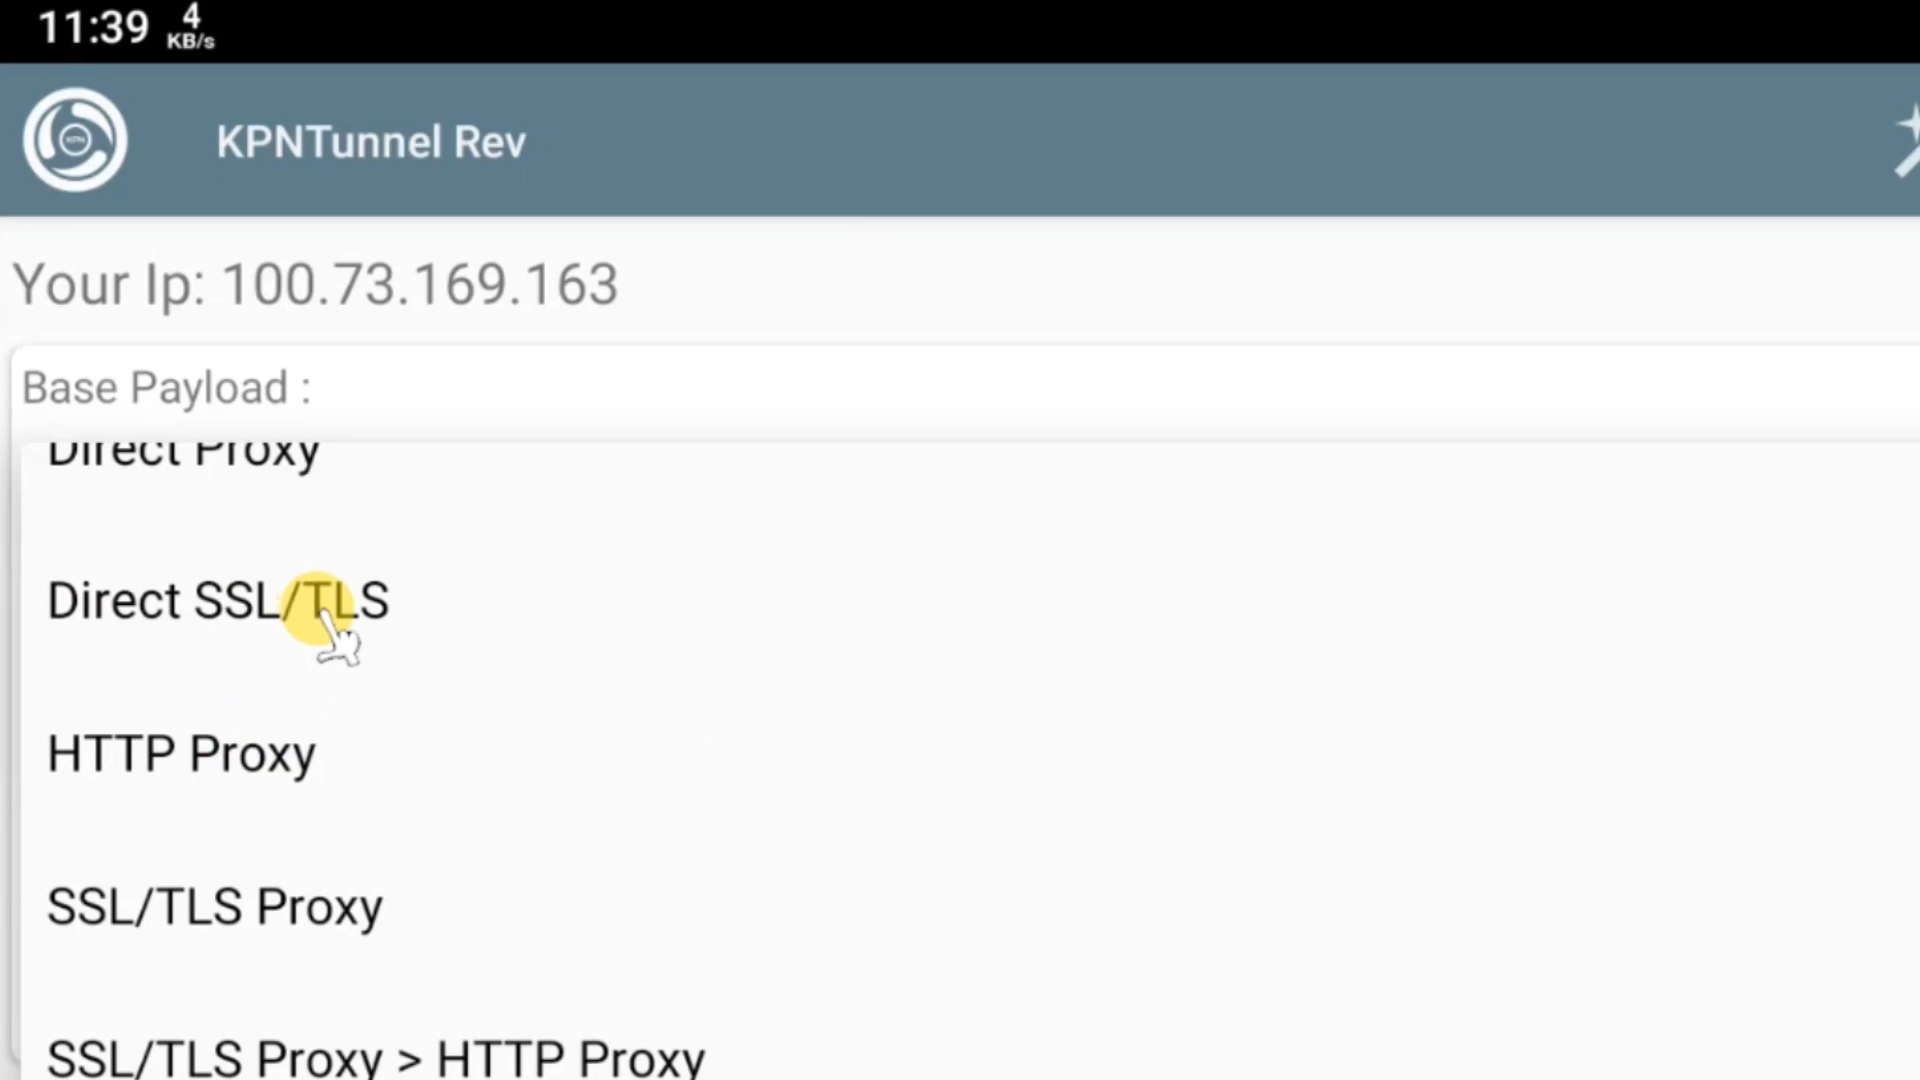 11:39 4 KB/s
KPN
KPNTunnel Rev
Your Ip: 100.73.169.163
Base Payload :
Direct Proxy
Direct SSL/TLS
HTTP Proxy
SSL/TLS Proxy
SSL/TLS Proxy > HTTP Proxy